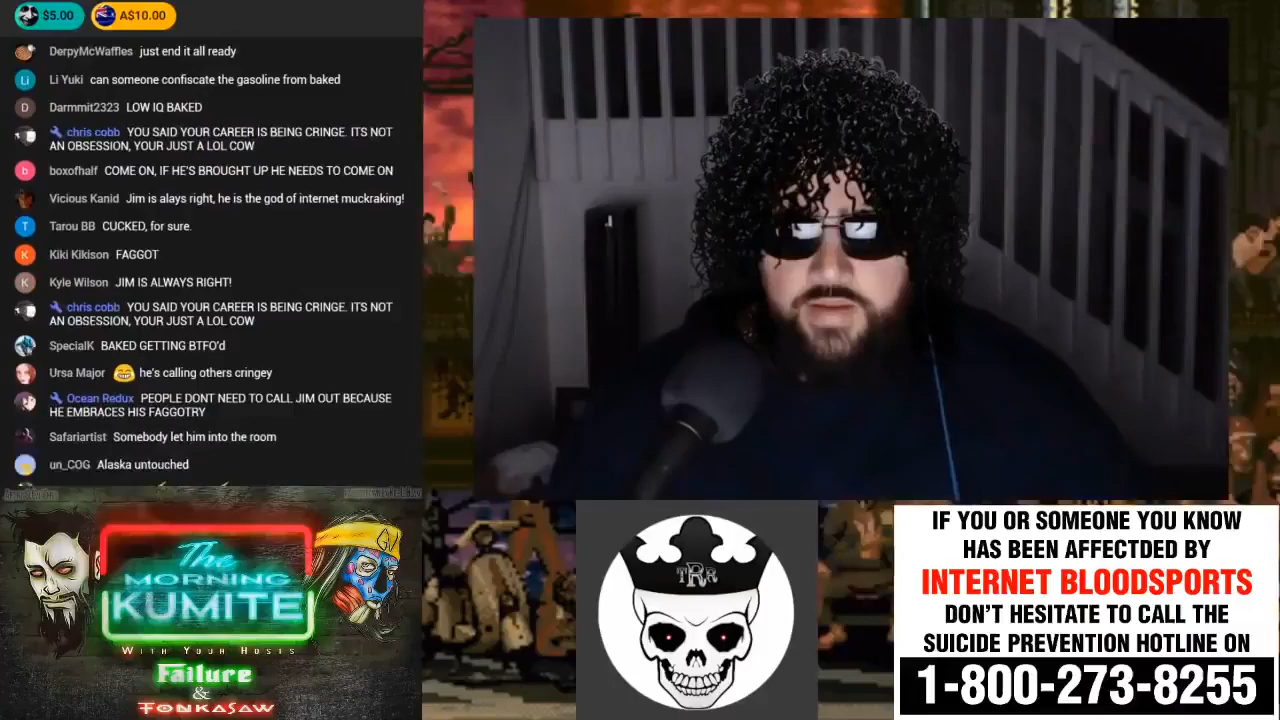 $5.00 A$10.00
DerpyMcWaffles just end it all ready
Li Yuki can someone confiscate the gasoline from baked
Darmmit2323 LOW IQ BAKED
chris cobb YOU SAID YOUR CAREER IS BEING CRINGE. ITS NOT
AN OBSESSION, YOUR JUST A LOL COW
boxofhalf COME ON, IF HE'S BROUGHT UP HE NEEDS TO COME ON
Vicious Kanid Jim is alays right, he is the god of internet muckraking!
Tarou BB CUCKED, for sure.
Kiki Kikison FAGGOT
Kyle Wilson JIM IS ALWAYS RIGHT!
chris cobb YOU SAID YOUR CAREER IS BEING CRINGE. ITS NOT
AN OBSESSION, YOUR JUST A LOL COW
SpecialK BAKED GETTING BTFO'd
Ursa Major 😂 he's calling others cringey
Ocean Redux PEOPLE DONT NEED TO CALL JIM OUT BECAUSE
HE EMBRACES HIS FAGGOTRY
Safariartist Somebody let him into the room
un_COG Alaska untouched
The
MORNING
KUMITE
WITH YOUR HOSTS
Failure
&
TONKASAW
TRR
IF YOU OR SOMEONE YOU KNOW
HAS BEEN AFFECTDED BY
INTERNET BLOODSPORTS
DON'T HESITATE TO CALL THE
SUICIDE PREVENTION HOTLINE ON
1-800-273-8255